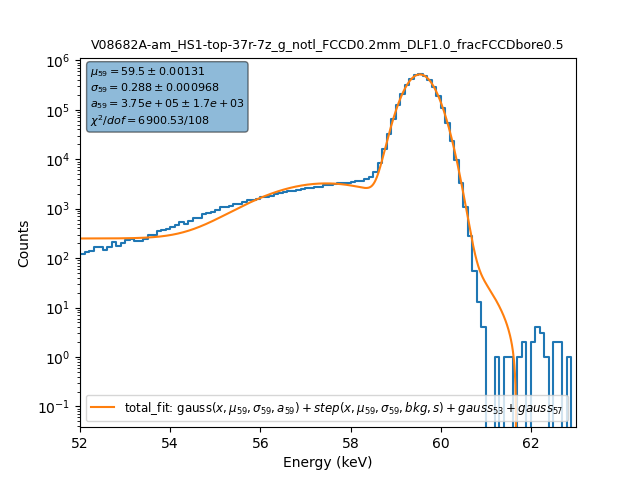 V08682A-am_HS1-top-37r-7z_g_notl_FCCD0.2mm_DLF1.0_fracFCCDbore0.5
μ₅₉ = 59.5 ± 0.00131
σ₅₉ = 0.288 ± 0.000968
a₅₉ = 3.75e + 05 ± 1.7e + 03
χ²/dof = 6900.53/108
10⁶
10⁵
10⁴
10³
10²
10¹
10⁰
10⁻¹
Counts
total_fit: gauss(x, μ₅₉, σ₅₉, a₅₉) + step(x, μ₅₉, σ₅₉, bkg, s) + gauss₅₃ + gauss₅₇
52 54 56 58 60 62
Energy (keV)